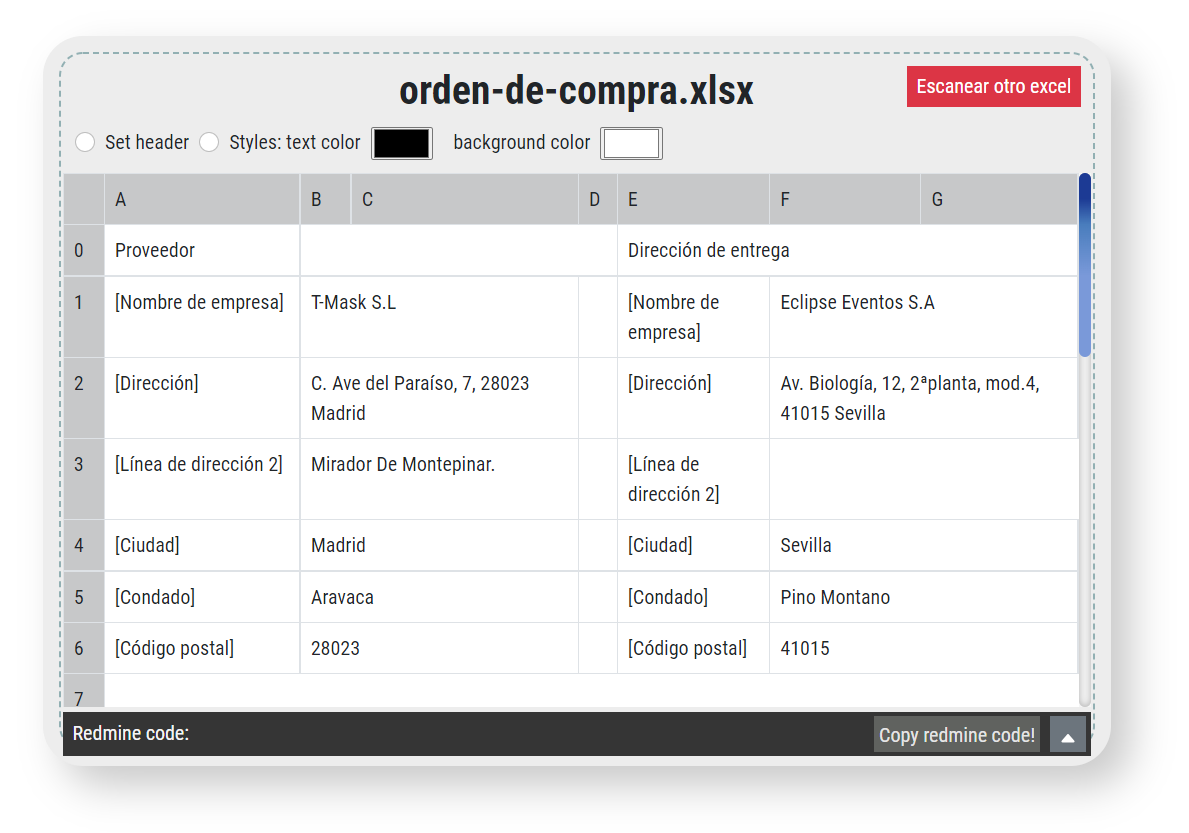 orden-de-compra.xlsx
Escanear otro excel
Set header Styles: text color background color
A B C D E F G
0 Proveedor Dirección de entrega
1 [Nombre de empresa] T-Mask S.L [Nombre de
empresa] Eclipse Eventos S.A
2 [Dirección] C. Ave del Paraíso, 7, 28023
Madrid [Dirección] Av. Biología, 12, 2ªplanta, mod.4,
41015 Sevilla
3 [Línea de dirección 2] Mirador De Montepinar. [Línea de
dirección 2]
4 [Ciudad] Madrid [Ciudad] Sevilla
5 [Condado] Aravaca [Condado] Pino Montano
6 [Código postal] 28023 [Código postal] 41015
7
Redmine code: Copy redmine code!